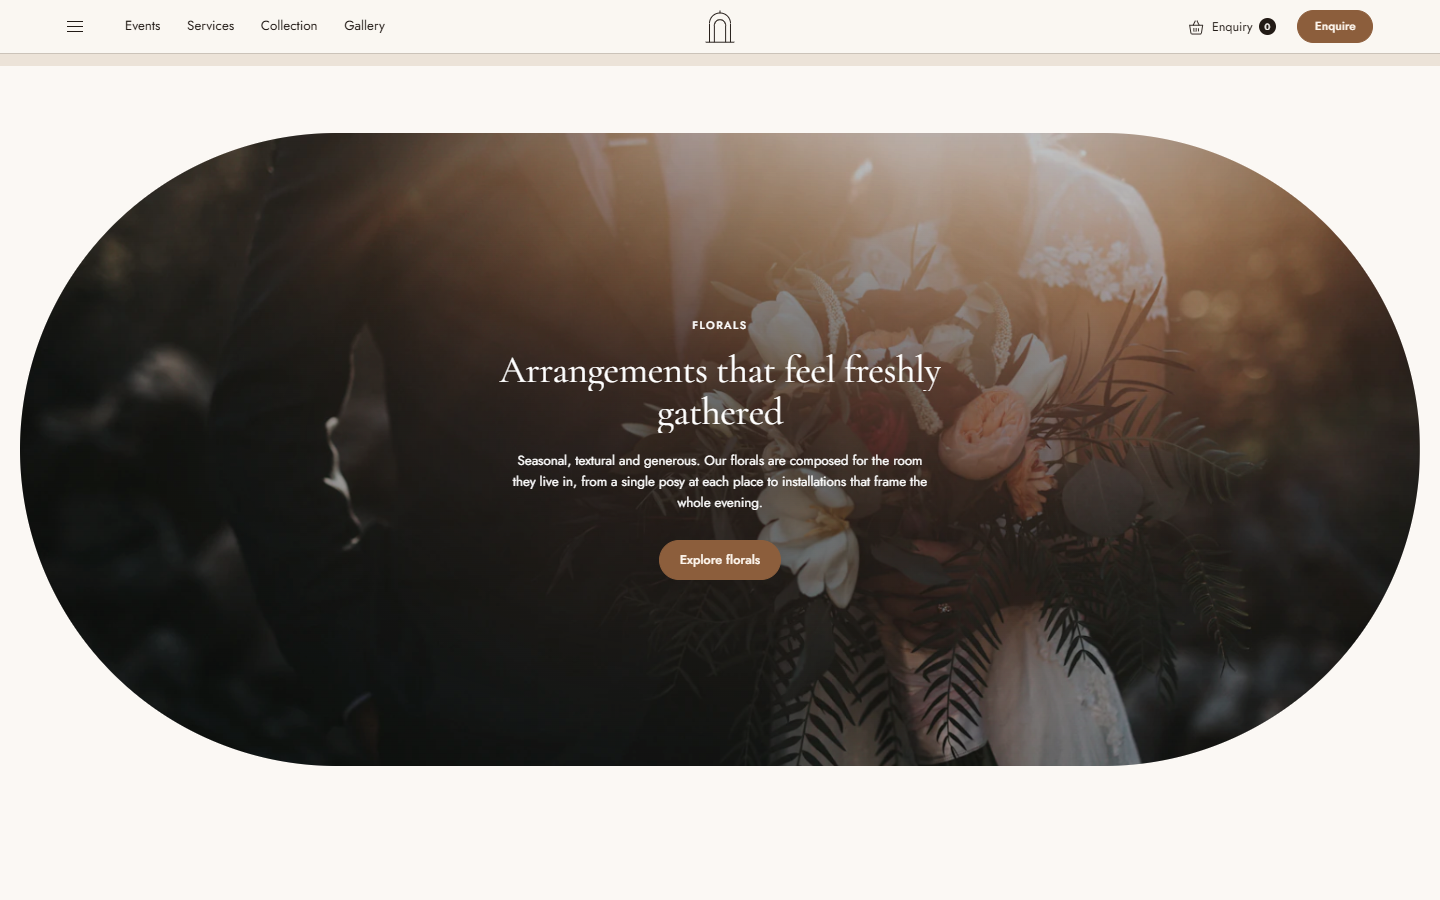 Events Services Collection Gallery
Enquiry 0 Enquire
FLORALS
Arrangements that feel freshly
gathered
Seasonal, textural and generous. Our florals are composed for the room
they live in, from a single posy at each place to installations that frame the
whole evening.
Explore florals